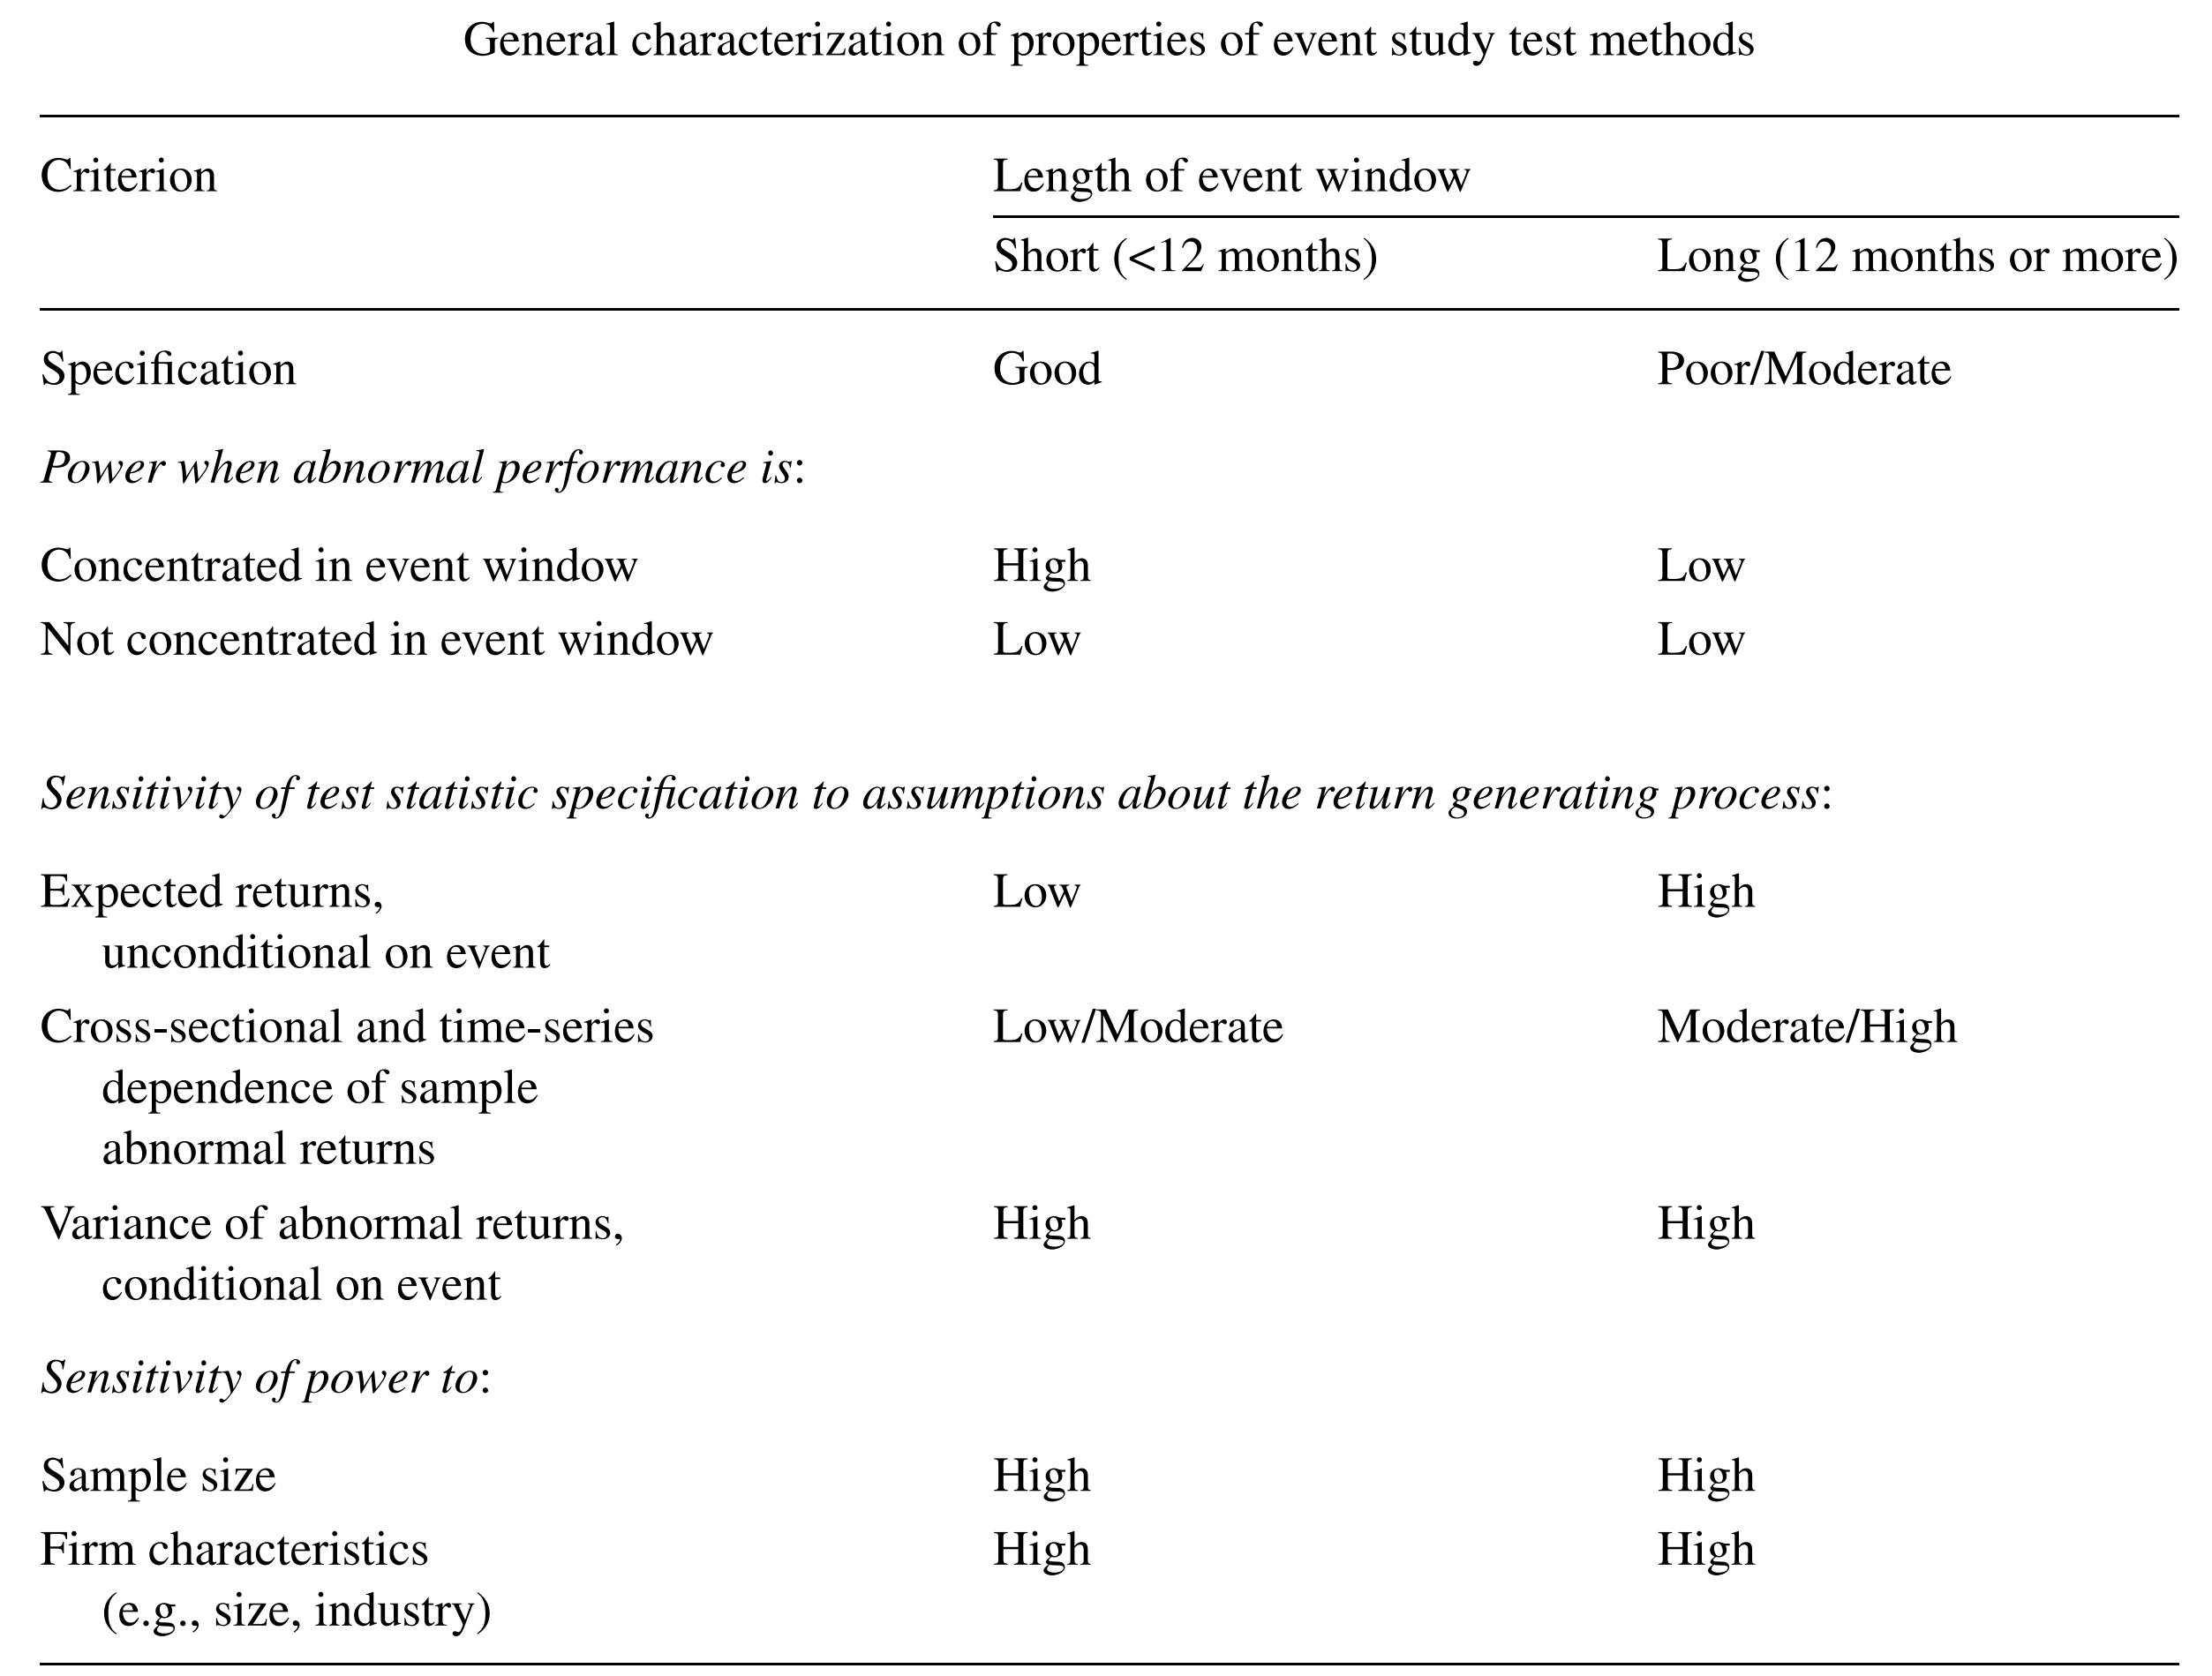 General characterization of properties of event study test methods
Criterion Length of event window
Short (<12 months) Long (12 months or more)
Specification Good Poor/Moderate
Power when abnormal performance is:
Concentrated in event window High Low
Not concentrated in event window Low Low
Sensitivity of test statistic specification to assumptions about the return generating process:
Expected returns, Low High
unconditional on event
Cross-sectional and time-series Low/Moderate Moderate/High
dependence of sample
abnormal returns
Variance of abnormal returns, High High
conditional on event
Sensitivity of power to:
Sample size High High
Firm characteristics High High
(e.g., size, industry)